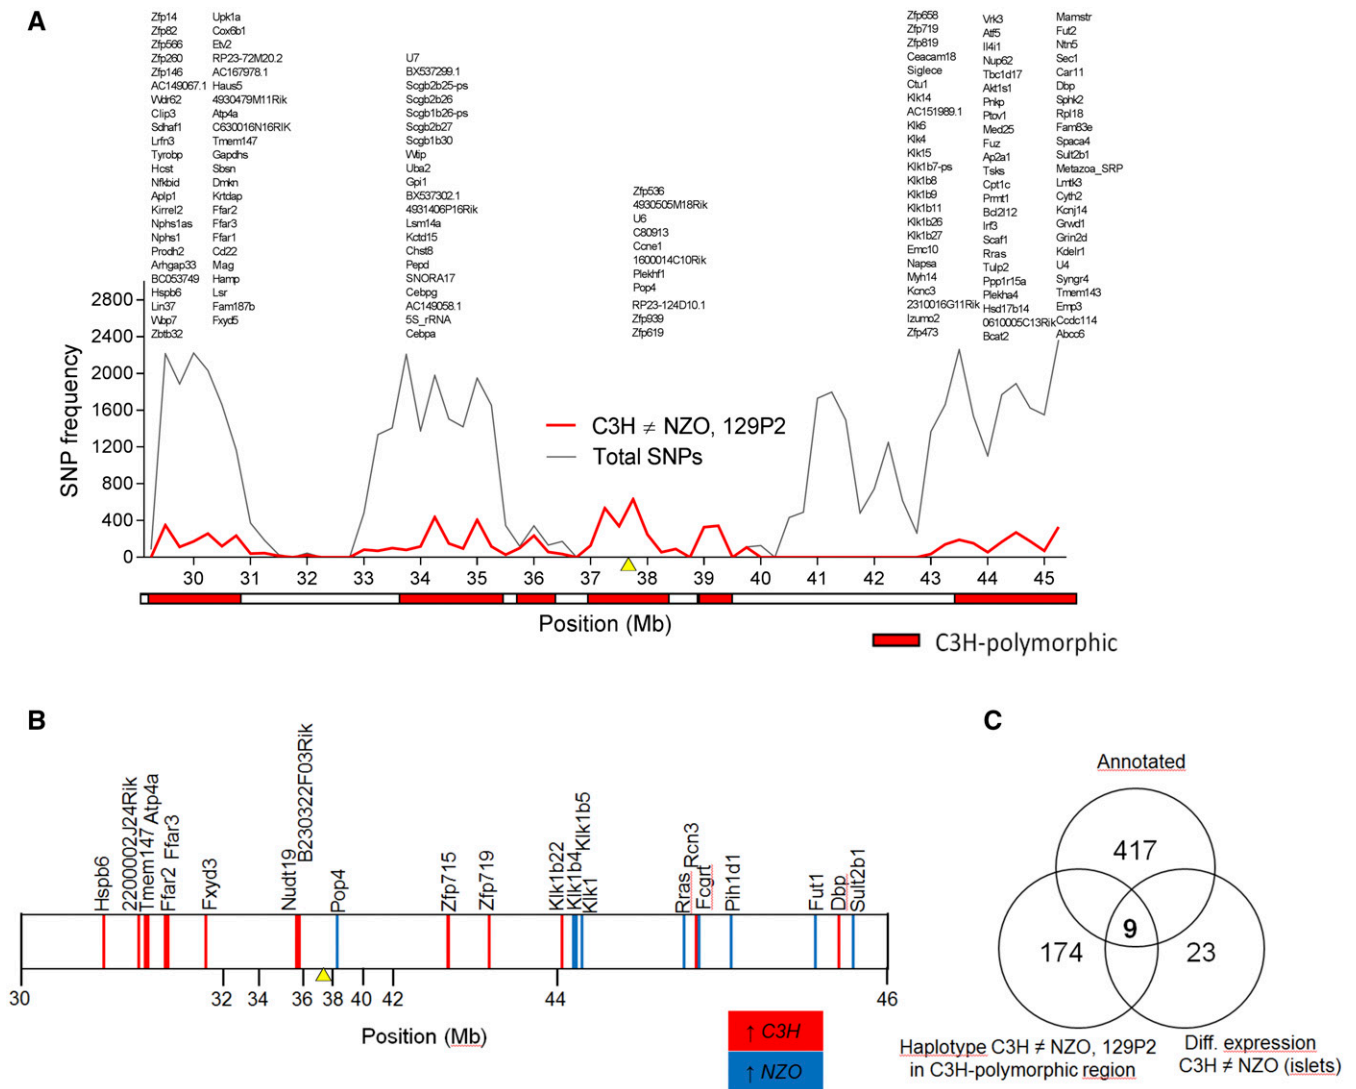 A
Zfp14
Zfp82
Zfp566
Zfp260
Zfp146
AC149067.1
Wdr62
Clip3
Sdhaf1
Lrfn3
Tyrobp
Hcst
Nfkbid
Aplp1
Kirrel2
Nphs1as
Nphs1
Prodh2
Arhgap33
BC053749
Hspb6
Lin37
Wbp7
Zbtb32
Upk1a
Cox6b1
Etv2
RP23-72M20.2
AC167978.1
Haus5
4930479M11Rik
Atp4a
C630016N16RIK
Tmem147
Gapdhs
Sbsn
Dmkn
Krtdap
Ffar2
Ffar3
Ffar1
Cd22
Mag
Hamp
Lsr
Fam187b
Fxyd5
U7
BX537299.1
Scgb2b25-ps
Scgb2b26
Scgb1b26-ps
Scgb2b27
Scgb1b30
Wtip
Uba2
Gpi1
BX537302.1
4931406P16Rik
Lsm14a
Kctd15
Chst8
Pepd
SNORA17
Cebpg
AC149058.1
5S_rRNA
Cebpa
Zfp536
4930505M18Rik
U6
C80913
Ccne1
1600014C10Rik
Plekhf1
Pop4
RP23-124D10.1
Zfp939
Zfp619
Zfp658
Zfp719
Zfp819
Ceacam18
Siglece
Ctu1
Klk14
AC151989.1
Klk6
Klk4
Klk15
Klk1b7-ps
Klk1b8
Klk1b9
Klk1b11
Klk1b26
Klk1b27
Emc10
Napsa
Myh14
Kcnc3
2310016G11Rik
Izumo2
Zfp473
Vrk3
Atf5
Il4i1
Nup62
Tbc1d17
Akt1s1
Pnkp
Ptov1
Med25
Fuz
Ap2a1
Tsks
Cpt1c
Prmt1
Bcl2l12
Irf3
Scaf1
Rras
Tulp2
Ppp1r15a
Plekha4
Hsd17b14
0610005C13Rik
Bcat2
Mamstr
Fut2
Ntn5
Sec1
Car11
Dbp
Sphk2
Rpl18
Fam83e
Spaca4
Sult2b1
Metazoa_SRP
Lmtk3
Cyth2
Kcnj14
Grwd1
Grin2d
Kdelr1
U4
Syngr4
Tmem143
Emp3
Ccdc114
Abcc6
SNP frequency
2800
2400
2000
1600
1200
800
400
0
C3H ≠ NZO, 129P2
Total SNPs
30 31 32 33 34 35 36 37 38 39 40 41 42 43 44 45
Position (Mb)
C3H-polymorphic
B
Hspb6
2200002J24Rik
Tmem147
Atp4a
Ffar2
Ffar3
Fxyd3
Nudt19
B230322F03Rik
Pop4
Zfp715
Zfp719
Klk1b22
Klk1b4
Klk1
Klk1b5
Rras
Rcn3
Fcgrt
Pih1d1
Fut1
Dbp
Sult2b1
30 32 34 36 38 40 42 44 46
Position (Mb)
↑ C3H
↑ NZO
C
Annotated
417
9
174
23
Haplotype C3H ≠ NZO, 129P2
in C3H-polymorphic region
Diff. expression
C3H ≠ NZO (islets)